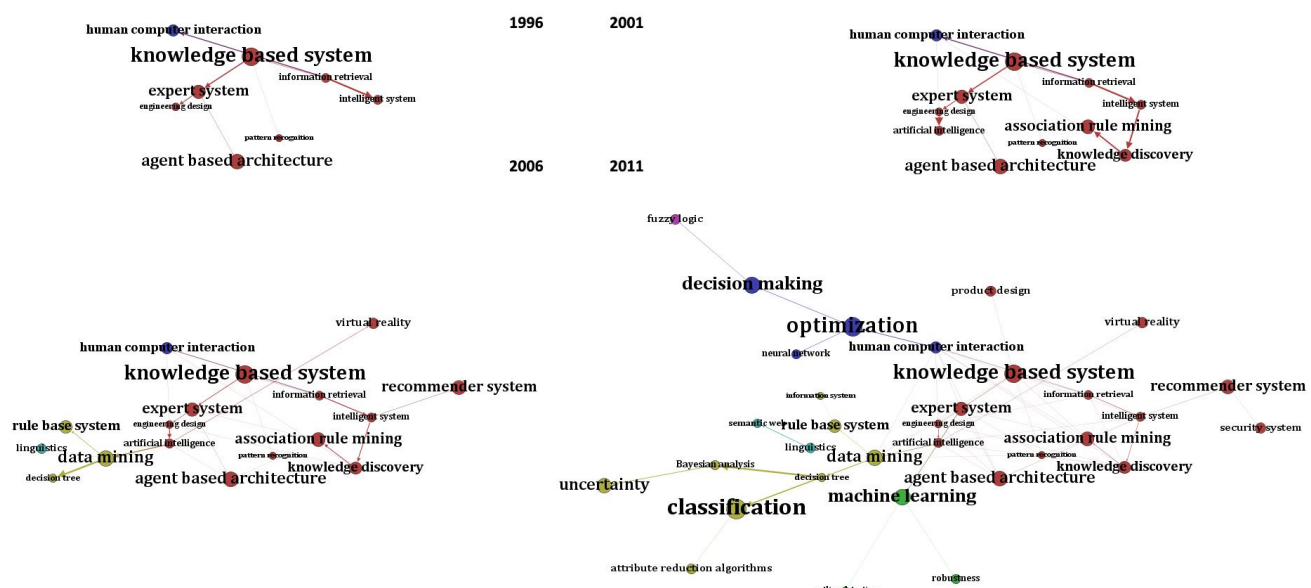 1996
human computer interaction
knowledge based system
information retrieval
expert system
intelligent system
engineering design
pattern recognition
agent based architecture
2001
human computer interaction
knowledge based system
information retrieval
expert system
intelligent system
engineering design
association rule mining
artificial intelligence
pattern recognition
knowledge discovery
agent based architecture
2006
virtual reality
human computer interaction
knowledge based system
recommender system
information retrieval
expert system
intelligent system
engineering design
rule base system
association rule mining
artificial intelligence
linguistics
data mining
pattern recognition
knowledge discovery
decision tree
agent based architecture
2011
fuzzy logic
decision making
product design
optimization
virtual reality
human computer interaction
neural network
knowledge based system
recommender system
information system
information retrieval
expert system
intelligent system
semantic web
engineering design
rule base system
security system
association rule mining
artificial intelligence
linguistics
data mining
pattern recognition
Bayesian analysis
knowledge discovery
decision tree
agent based architecture
uncertainty
machine learning
classification
attribute reduction algorithms
robustness